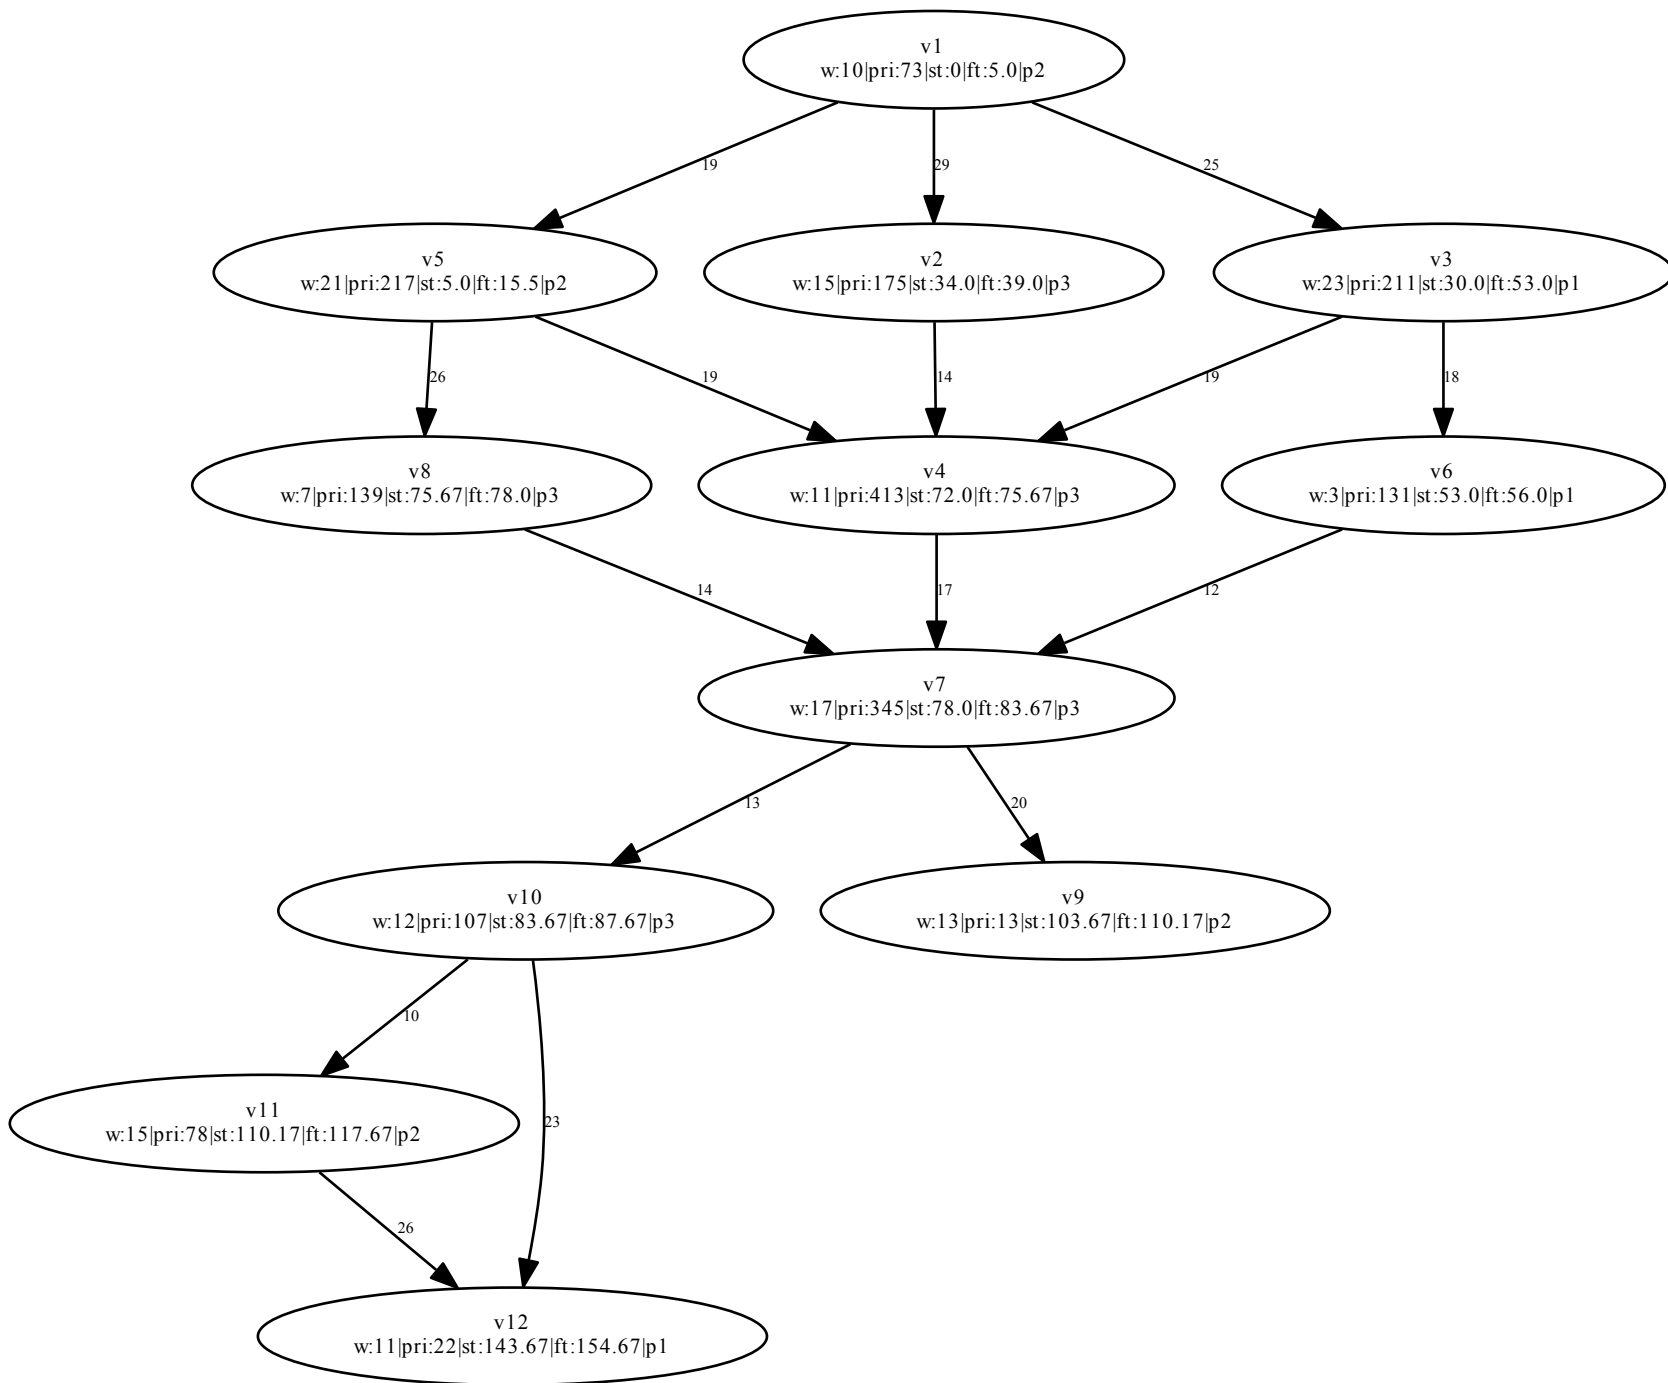 v1
w:10|pri:73|st:0|ft:5.0|p2
19
29
25
v5
w:21|pri:217|st:5.0|ft:15.5|p2
v2
w:15|pri:175|st:34.0|ft:39.0|p3
v3
w:23|pri:211|st:30.0|ft:53.0|p1
26
19
14
19
18
v8
w:7|pri:139|st:75.67|ft:78.0|p3
v4
w:11|pri:413|st:72.0|ft:75.67|p3
v6
w:3|pri:131|st:53.0|ft:56.0|p1
14
17
12
v7
w:17|pri:345|st:78.0|ft:83.67|p3
13
20
v10
w:12|pri:107|st:83.67|ft:87.67|p3
v9
w:13|pri:13|st:103.67|ft:110.17|p2
10
v11
w:15|pri:78|st:110.17|ft:117.67|p2
23
26
v12
w:11|pri:22|st:143.67|ft:154.67|p1